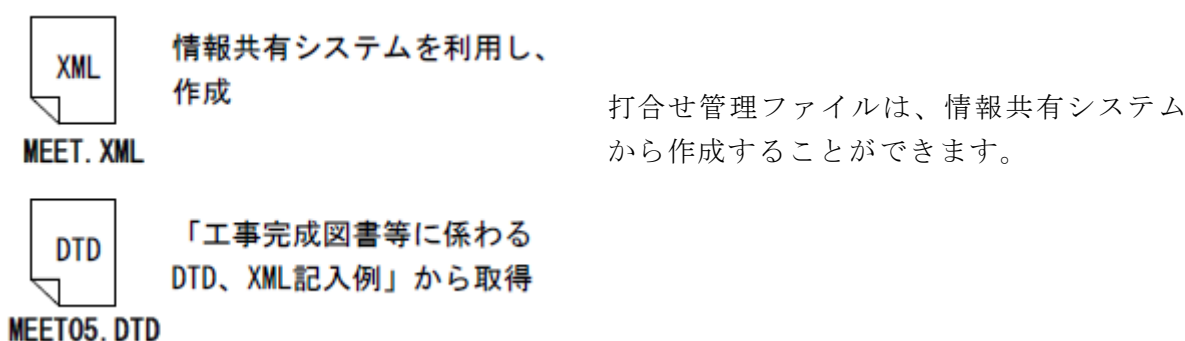 XML
情報共有システムを利用し、
作成
MEET.XML
打合せ管理ファイルは、情報共有システム
から作成することができます。
DTD
「工事完成図書等に係わる
DTD、XML記入例」から取得
MEET05.DTD